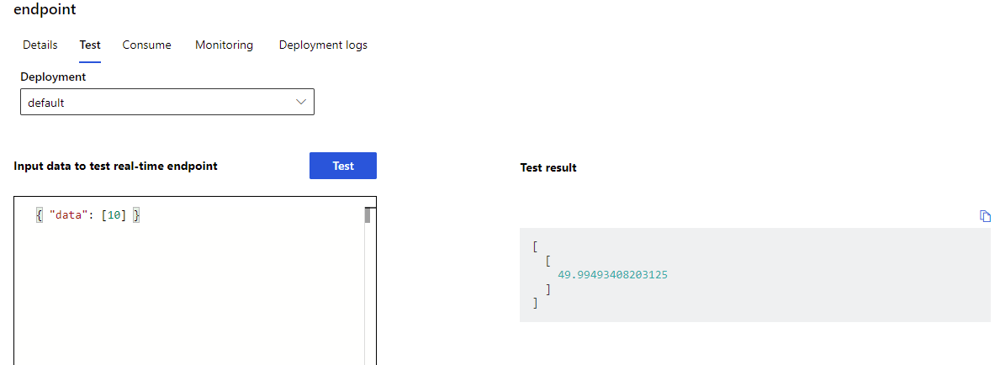 endpoint
Details Test Consume Monitoring Deployment logs
Deployment
default
Input data to test real-time endpoint Test
Test result
{ "data": [10] }
[
[
49.99493408203125
]
]